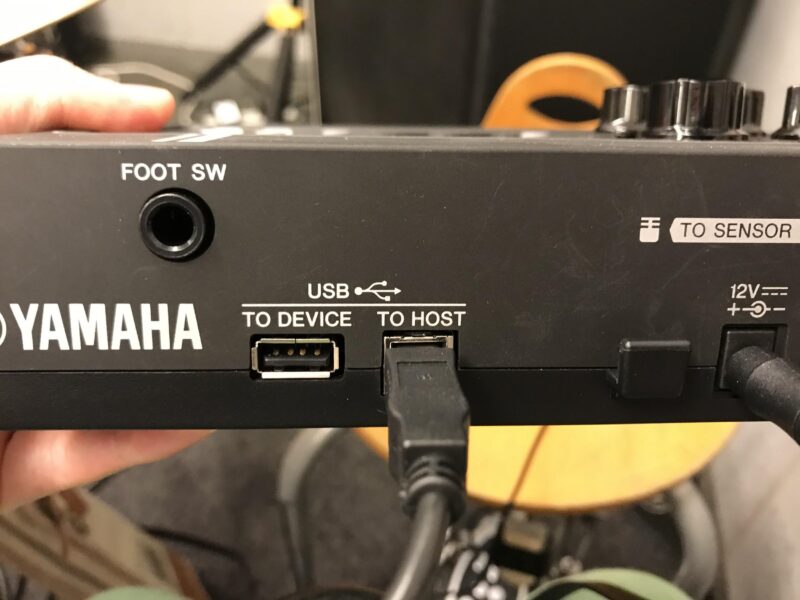 FOOT SW
TO SENSOR
USB
12V
+ -
TO DEVICE
TO HOST
YAMAHA